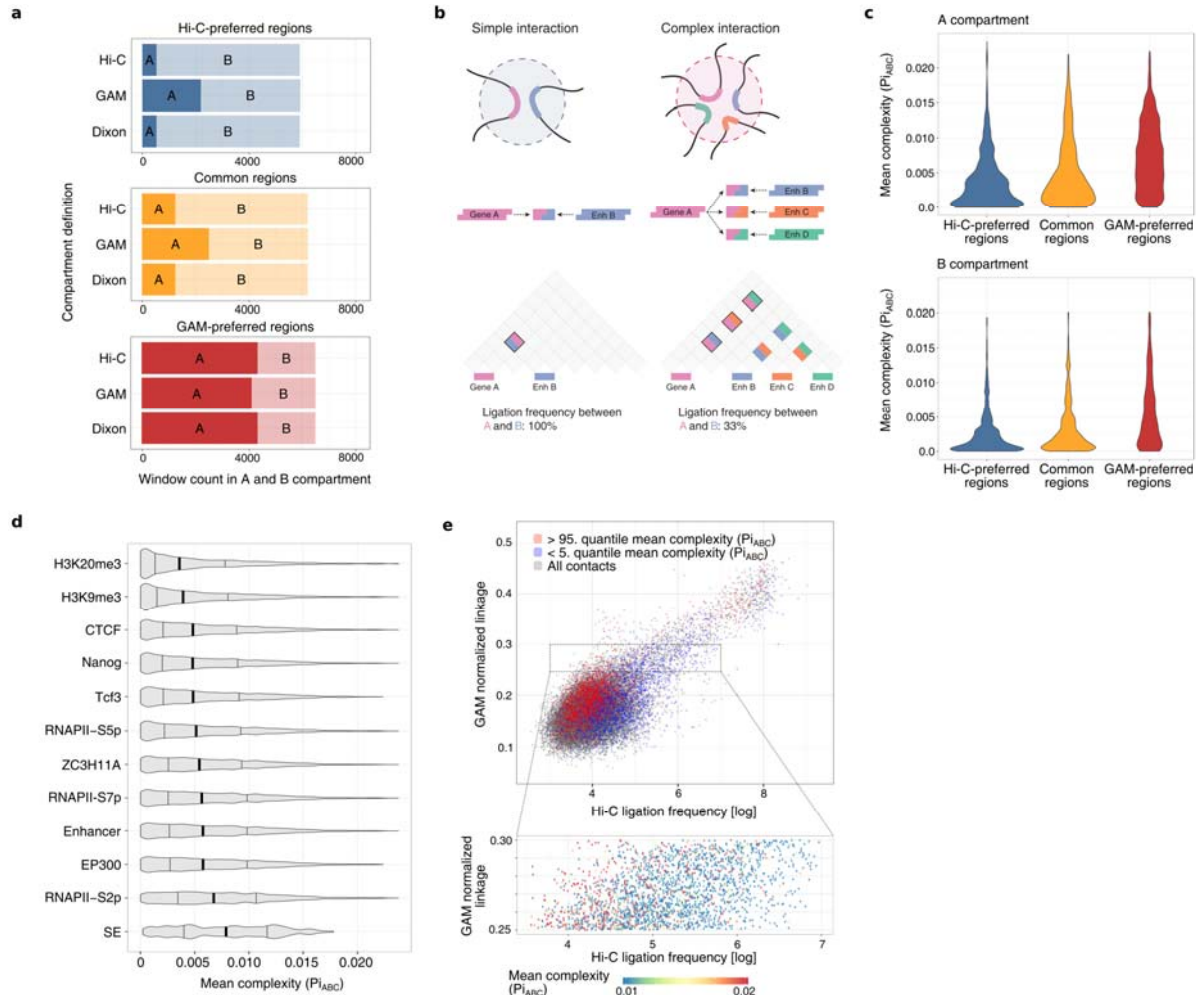 a
Hi-C-preferred regions
Hi-C
A
B
GAM
A
B
Dixon
A
B
0
4000
8000
Common regions
Hi-C
A
B
GAM
A
B
Dixon
A
B
0
4000
8000
GAM-preferred regions
Hi-C
A
B
GAM
A
B
Dixon
A
B
0
4000
8000
Compartment definition
Window count in A and B compartment
b
Simple interaction
Complex interaction
Gene A
Enh B
Gene A
Enh B
Enh C
Enh D
Gene A
Enh B
Gene A
Enh B
Enh C
Enh D
Ligation frequency between
A and B: 100%
Ligation frequency between
A and B: 33%
c
A compartment
Mean complexity (PiABC)
0.020
0.015
0.010
0.005
0.0
Hi-C-preferred
regions
Common
regions
GAM-preferred
regions
B compartment
Mean complexity (PiABC)
0.020
0.015
0.010
0.005
0.0
Hi-C-preferred
regions
Common
regions
GAM-preferred
regions
d
H3K20me3
H3K9me3
CTCF
Nanog
Tcf3
RNAPII-S5p
ZC3H11A
RNAPII-S7p
Enhancer
EP300
RNAPII-S2p
SE
0
0.005
0.010
0.015
0.020
Mean complexity (PiABC)
e
> 95. quantile mean complexity (PiABC)
< 5. quantile mean complexity (PiABC)
All contacts
GAM normalized linkage
0.5
0.4
0.3
0.2
0.1
4
6
8
Hi-C ligation frequency [log]
GAM normalized
linkage
0.30
0.25
4
5
6
7
Hi-C ligation frequency [log]
Mean complexity
(PiABC)
0.01
0.02